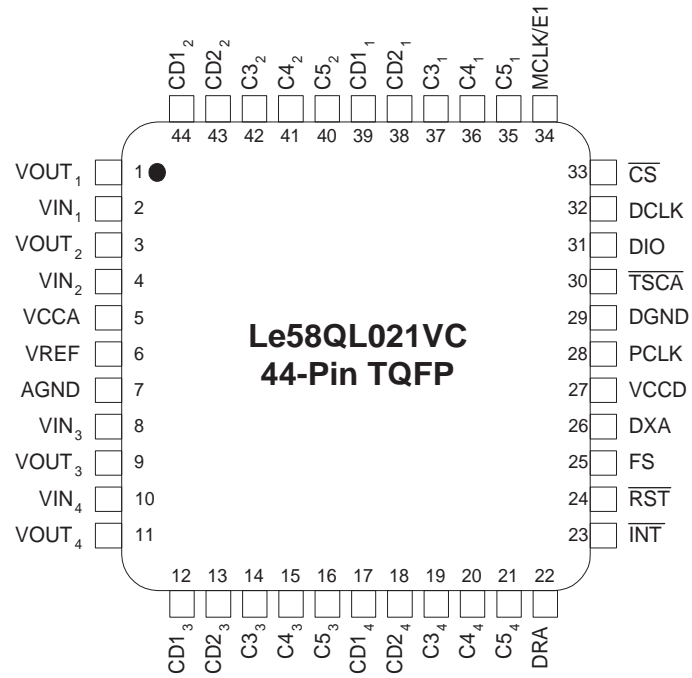 CD1₂ CD2₂ C3₂ C4₂ C5₂ CD1₁ CD2₁ C3₁ C4₁ C5₁ MCLK/E1
44 43 42 41 40 39 38 37 36 35 34
VOUT₁ 1 33 C̅S̅
VIN₁ 2 32 DCLK
VOUT₂ 3 31 DIO
VIN₂ 4 30 T̅S̅C̅A̅
VCCA 5 29 DGND
VREF 6 28 PCLK
AGND 7 27 VCCD
VIN₃ 8 26 DXA
VOUT₃ 9 25 FS
VIN₄ 10 24 R̅S̅T̅
VOUT₄ 11 23 I̅N̅T̅
Le58QL021VC
44-Pin TQFP
12 13 14 15 16 17 18 19 20 21 22
CD1₃ CD2₃ C3₃ C4₃ C5₃ CD1₄ CD2₄ C3₄ C4₄ C5₄ DRA